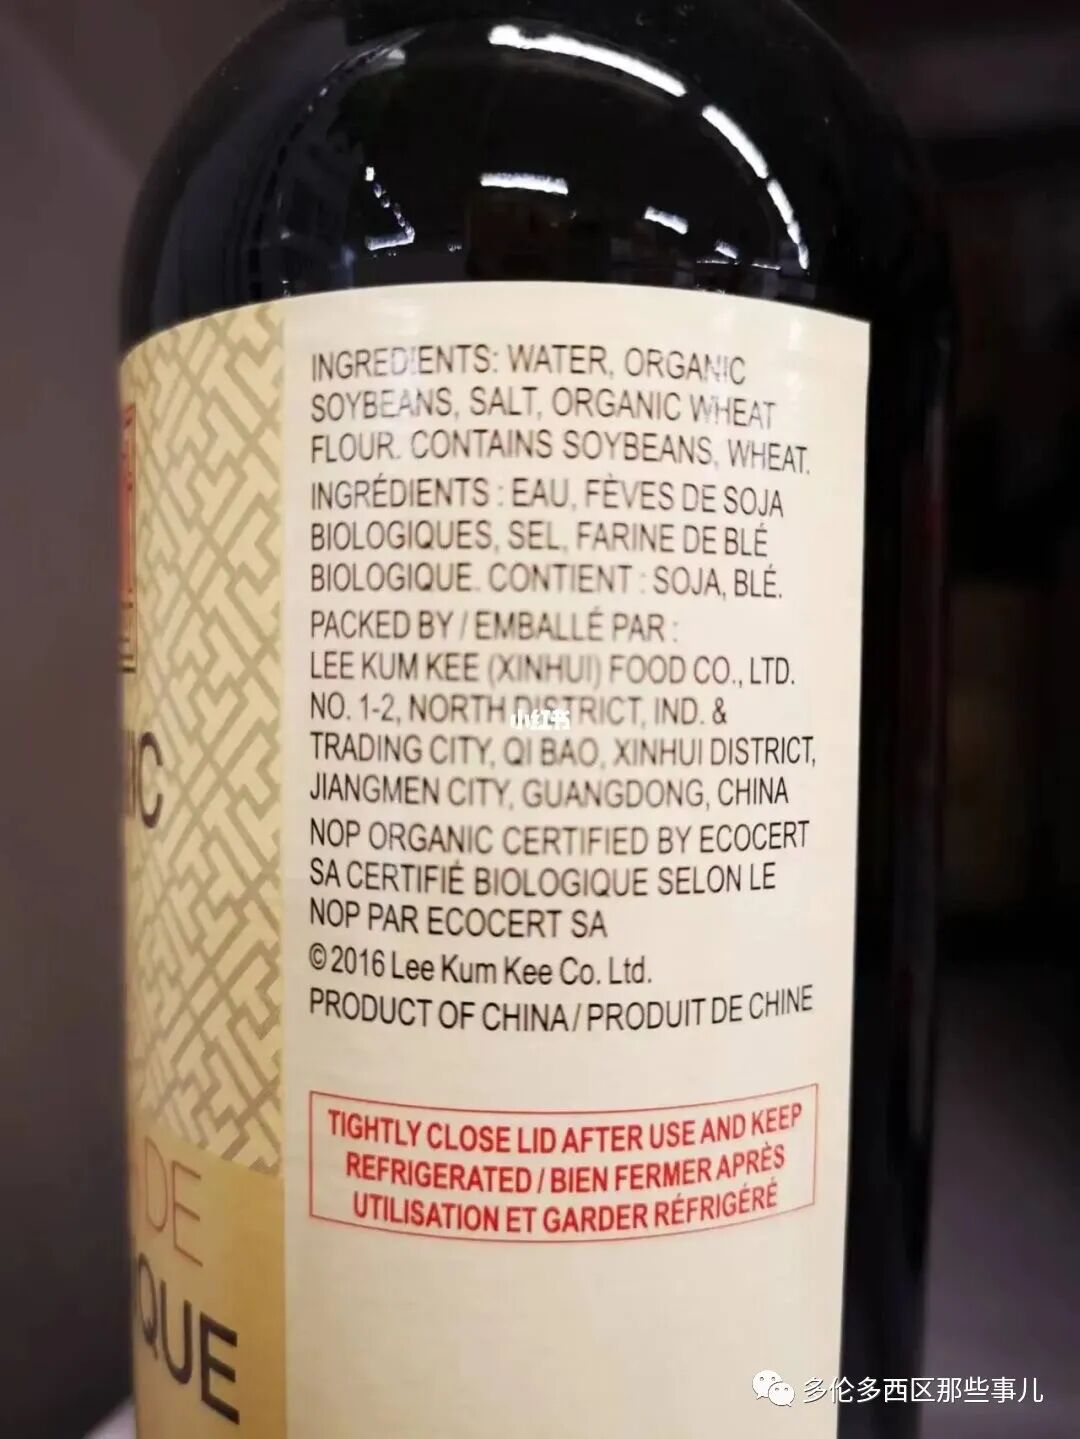 INGREDIENTS: WATER, ORGANIC
SOYBEANS, SALT, ORGANIC WHEAT
FLOUR. CONTAINS SOYBEANS, WHEAT.
INGRÉDIENTS : EAU, FÈVES DE SOJA
BIOLOGIQUES, SEL, FARINE DE BLÉ
BIOLOGIQUE. CONTIENT : SOJA, BLÉ.
PACKED BY / EMBALLÉ PAR :
LEE KUM KEE (XINHUI) FOOD CO., LTD.
NO. 1-2, NORTH DISTRICT, IND. &
小红书
TRADING CITY, QI BAO, XINHUI DISTRICT,
JIANGMEN CITY, GUANGDONG, CHINA
NOP ORGANIC CERTIFIED BY ECOCERT
SA CERTIFIÉ BIOLOGIQUE SELON LE
NOP PAR ECOCERT SA
©2016 Lee Kum Kee Co. Ltd.
PRODUCT OF CHINA / PRODUIT DE CHINE
TIGHTLY CLOSE LID AFTER USE AND KEEP
REFRIGERATED / BIEN FERMER APRÈS
UTILISATION ET GARDER RÉFRIGÉRÉ
DE
QUE
多伦多西区那些事儿